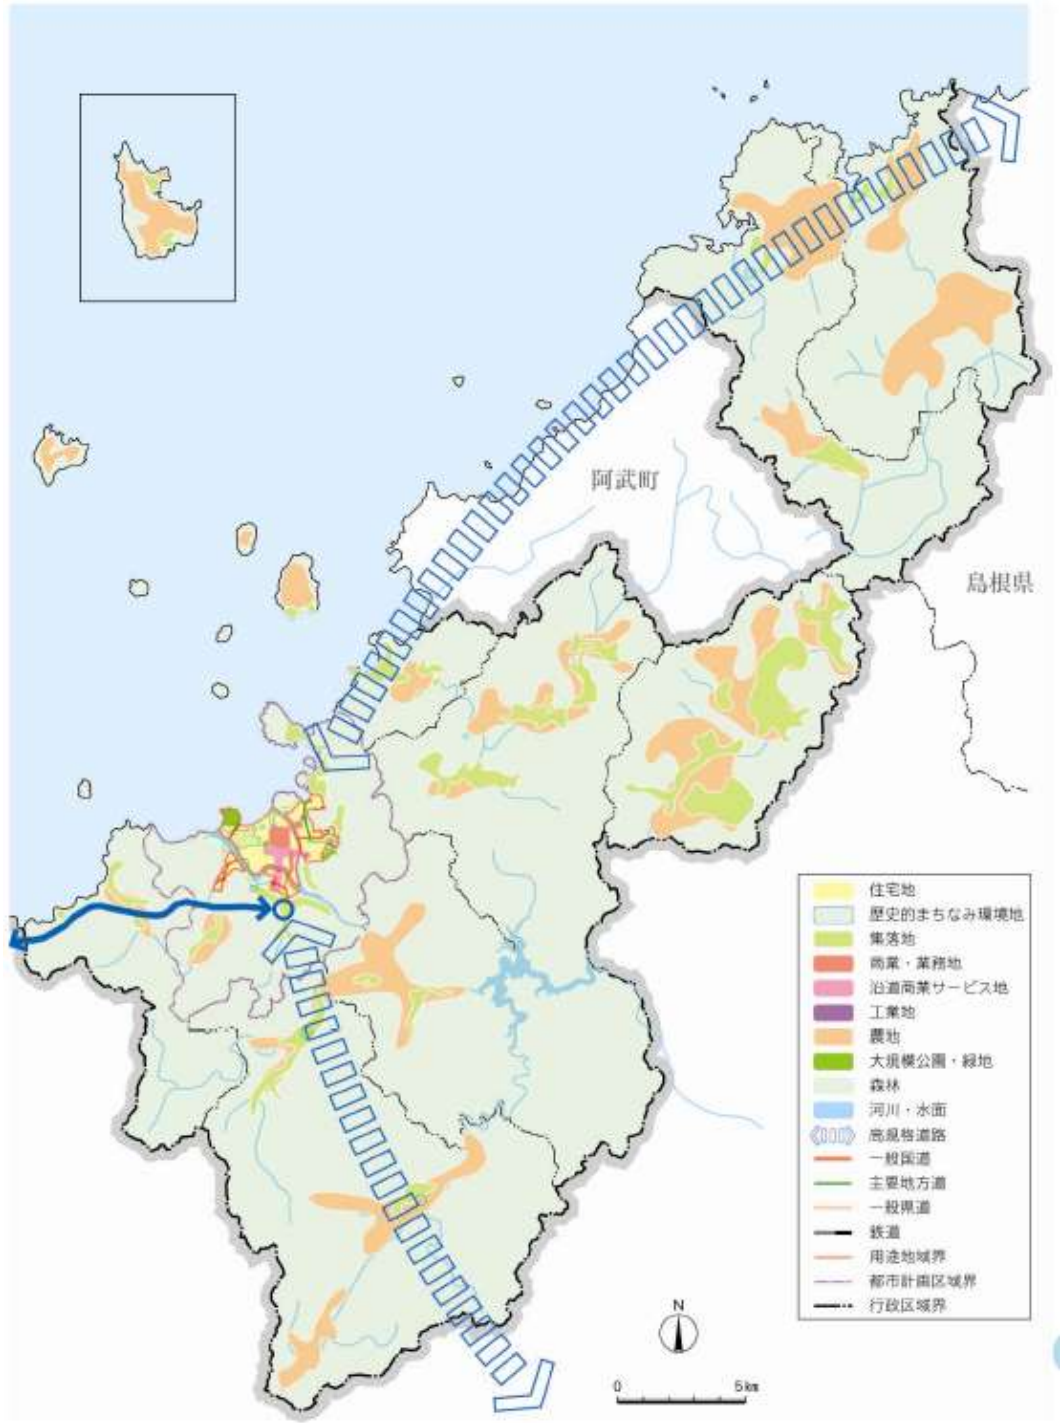 阿武町
島根県
住宅地
歴史的まちなみ環境地
集落地
商業・業務地
沿道商業サービス地
工業地
農地
大規模公園・緑地
森林
河川・水面
高規格道路
一般国道
主要地方道
一般県道
鉄道
用途地域界
都市計画区域界
行政区域界
N
0 5km